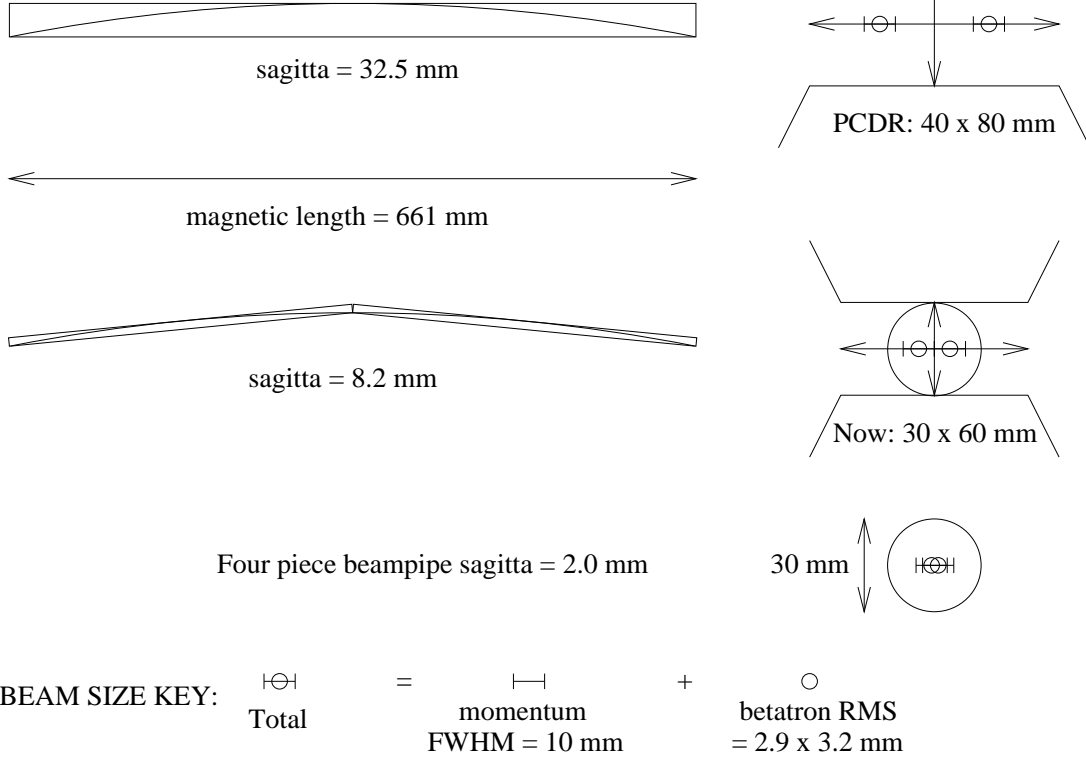 sagitta = 32.5 mm
PCDR: 40 x 80 mm
magnetic length = 661 mm
sagitta = 8.2 mm
Now: 30 x 60 mm
Four piece beampipe sagitta = 2.0 mm
30 mm
BEAM SIZE KEY:
=
+
Total
momentum
FWHM = 10 mm
betatron RMS
= 2.9 x 3.2 mm